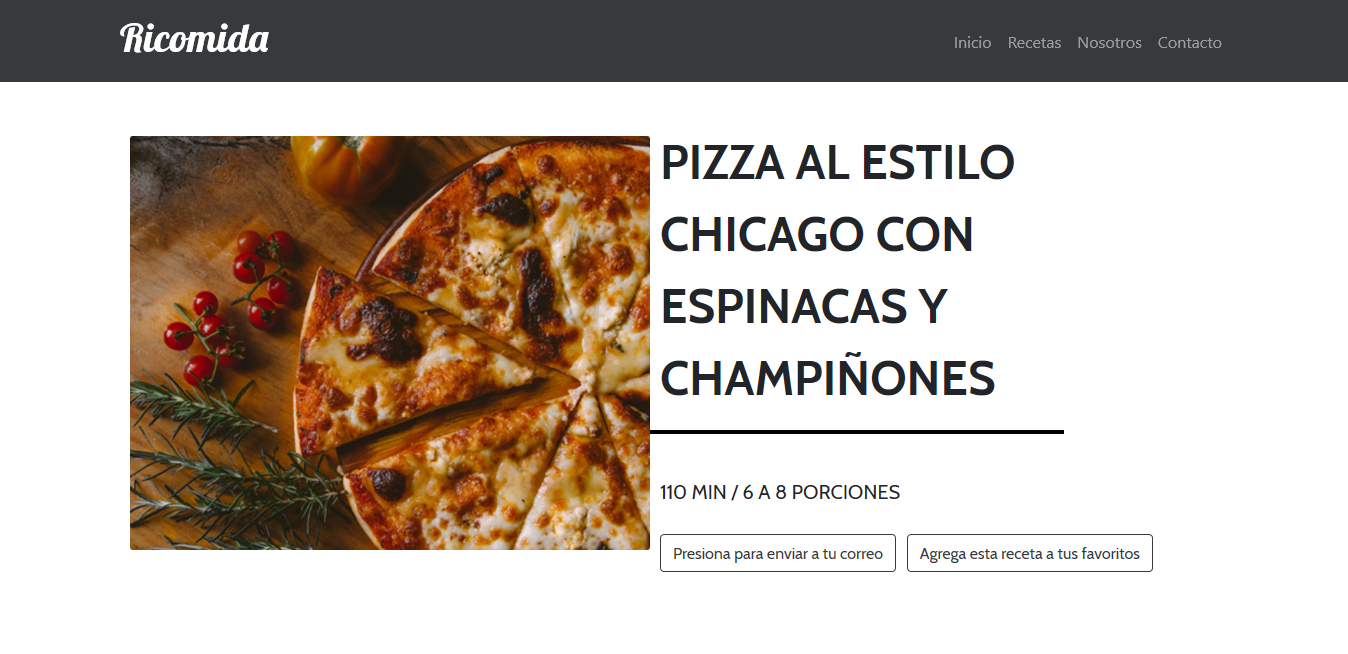 Ricomida
Inicio Recetas Nosotros Contacto
PIZZA AL ESTILO
CHICAGO CON
ESPINACAS Y
CHAMPIÑONES
110 MIN / 6 A 8 PORCIONES
Presiona para enviar a tu correo Agrega esta receta a tus favoritos